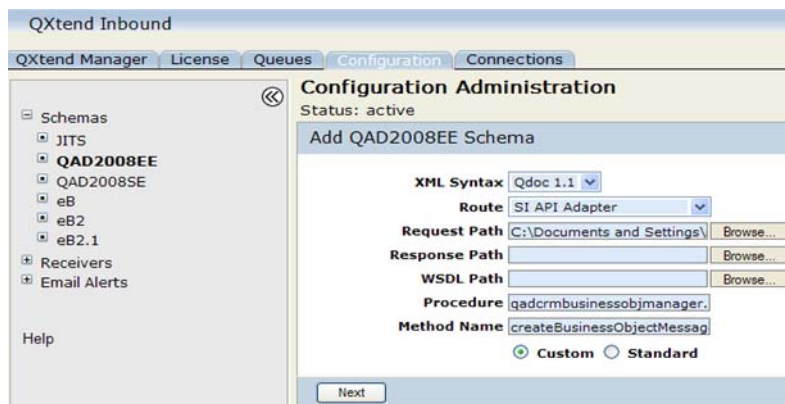 QXtend Inbound
QXtend Manager License Queues Configuration Connections
Schemas
JITS
QAD2008EE
QAD2008SE
eB
eB2
eB2.1
Receivers
Email Alerts
Help
Configuration Administration
Status: active
Add QAD2008EE Schema
XML Syntax Qdoc 1.1
Route SI API Adapter
Request Path C:\Documents and Settings\ Browse...
Response Path Browse...
WSDL Path Browse...
Procedure qadcrmbusinessobjmanager.
Method Name createBusinessObjectMessag
Custom Standard
Next